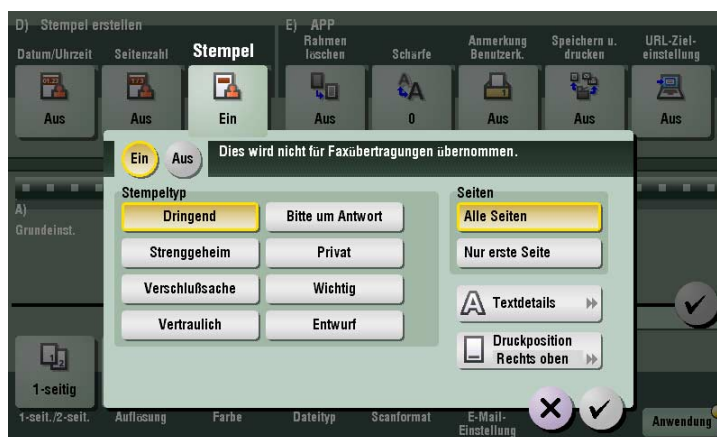 D) Stempel erstellen
E) APP
Datum/Uhrzeit
Seitenzahl
Stempel
Rahmen
löschen
Schärfe
Anmerkung
Benutzerk.
Speichern u.
drucken
URL-Ziel-
einstellung
Aus
Aus
Ein
Aus
0
Aus
Aus
Aus
Ein
Aus
Dies wird nicht für Faxübertragungen übernommen.
A)
Grundeinst.
Stempeltyp
Dringend
Bitte um Antwort
Strenggeheim
Privat
Verschlußsache
Wichtig
Vertraulich
Entwurf
Seiten
Alle Seiten
Nur erste Seite
Textdetails
Druckposition
Rechts oben
1-seitig
1-seit./2-seit.
Auflösung
Farbe
Dateityp
Scanformat
E-Mail-
Einstellung
Anwendung